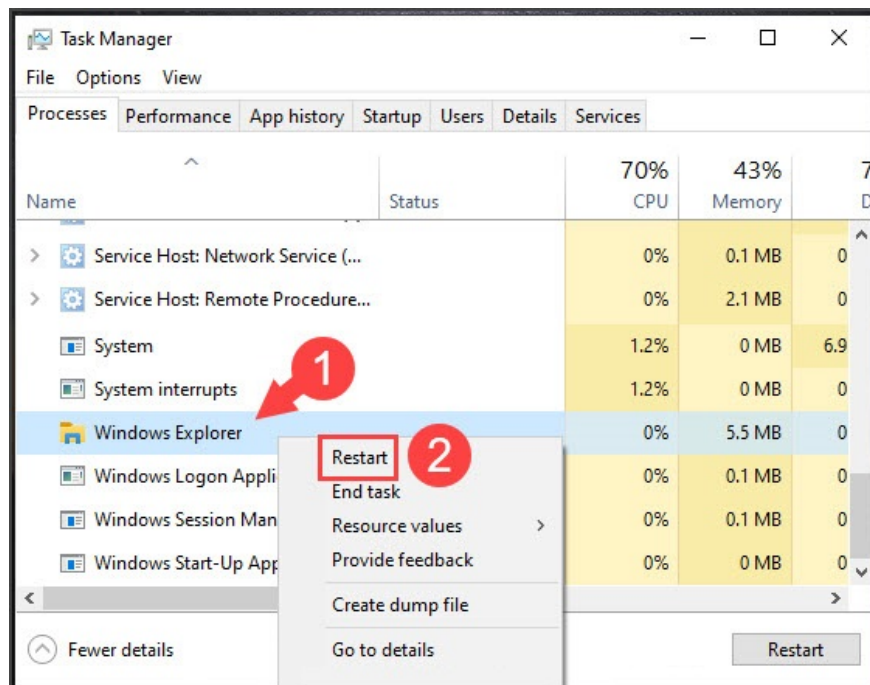 Task Manager
File Options View
Processes Performance App history Startup Users Details Services
70% 43% 7
Name Status CPU Memory D
Service Host: Network Service (... 0% 0.1 MB 0
Service Host: Remote Procedure... 0% 2.1 MB 0
System 1.2% 0 MB 6.9
1
System interrupts 1.2% 0 MB 0
Windows Explorer 0% 5.5 MB 0
Restart 2
Windows Logon Appli 0% 0.1 MB 0
End task
Windows Session Man 0% 0.1 MB 0
Resource values
Windows Start-Up App 0% 0 MB 0
Provide feedback
Create dump file
Fewer details Go to details Restart